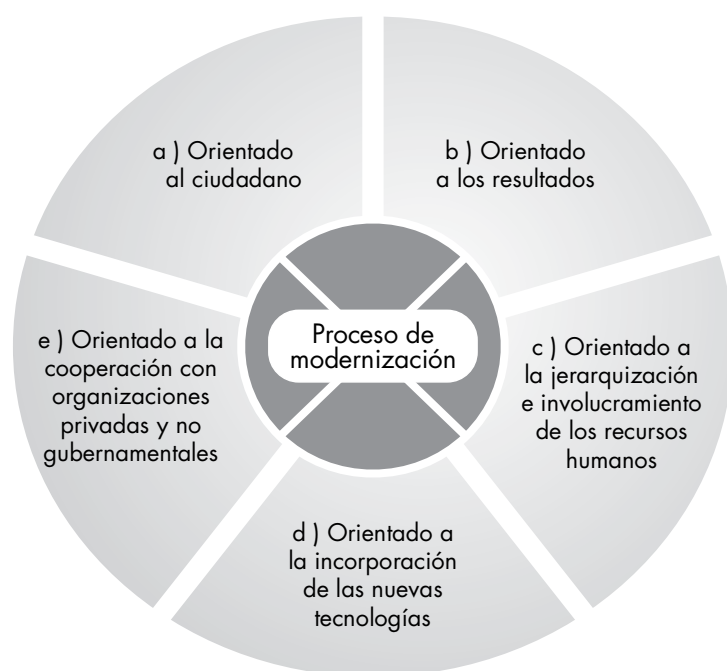 a ) Orientado
al ciudadano
b ) Orientado
a los resultados
Proceso de
modernización
c ) Orientado a
la jerarquización
e involucramiento
de los recursos
humanos
d ) Orientado a
la incorporación
de las nuevas
tecnologías
e ) Orientado a la
cooperación con
organizaciones
privadas y no
gubernamentales